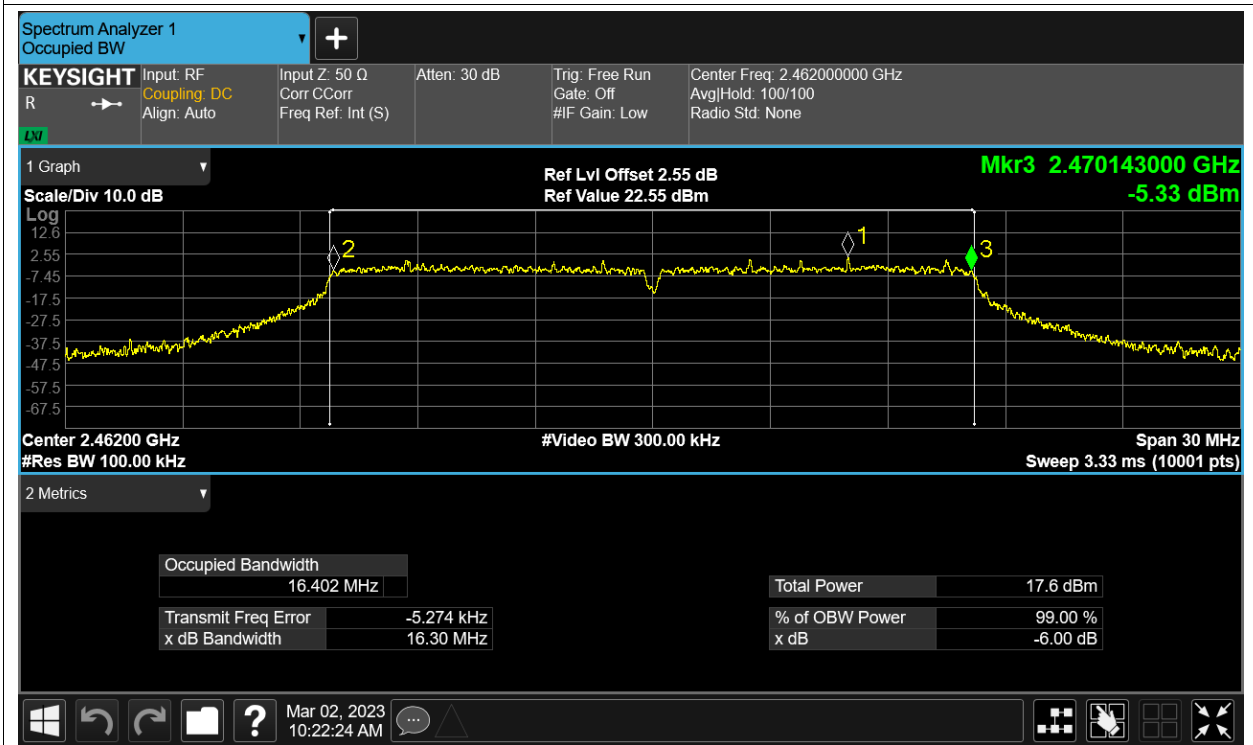 Spectrum Analyzer 1
Occupied BW
KEYSIGHT
R
LXI
Input: RF
Coupling: DC
Align: Auto
Input Z: 50 Ω
Corr CCorr
Freq Ref: Int (S)
Atten: 30 dB
Trig: Free Run
Gate: Off
#IF Gain: Low
Center Freq: 2.462000000 GHz
Avg|Hold: 100/100
Radio Std: None
1 Graph
Scale/Div 10.0 dB
Ref Lvl Offset 2.55 dB
Ref Value 22.55 dBm
Mkr3 2.470143000 GHz
-5.33 dBm
Log
12.6
2.55
-7.45
-17.5
-27.5
-37.5
-47.5
-57.5
-67.5
2
1
3
Center 2.46200 GHz
#Res BW 100.00 kHz
#Video BW 300.00 kHz
Span 30 MHz
Sweep 3.33 ms (10001 pts)
2 Metrics
Occupied Bandwidth
16.402 MHz
Transmit Freq Error -5.274 kHz
x dB Bandwidth 16.30 MHz
Total Power 17.6 dBm
% of OBW Power 99.00 %
x dB -6.00 dB
?
Mar 02, 2023
10:22:24 AM